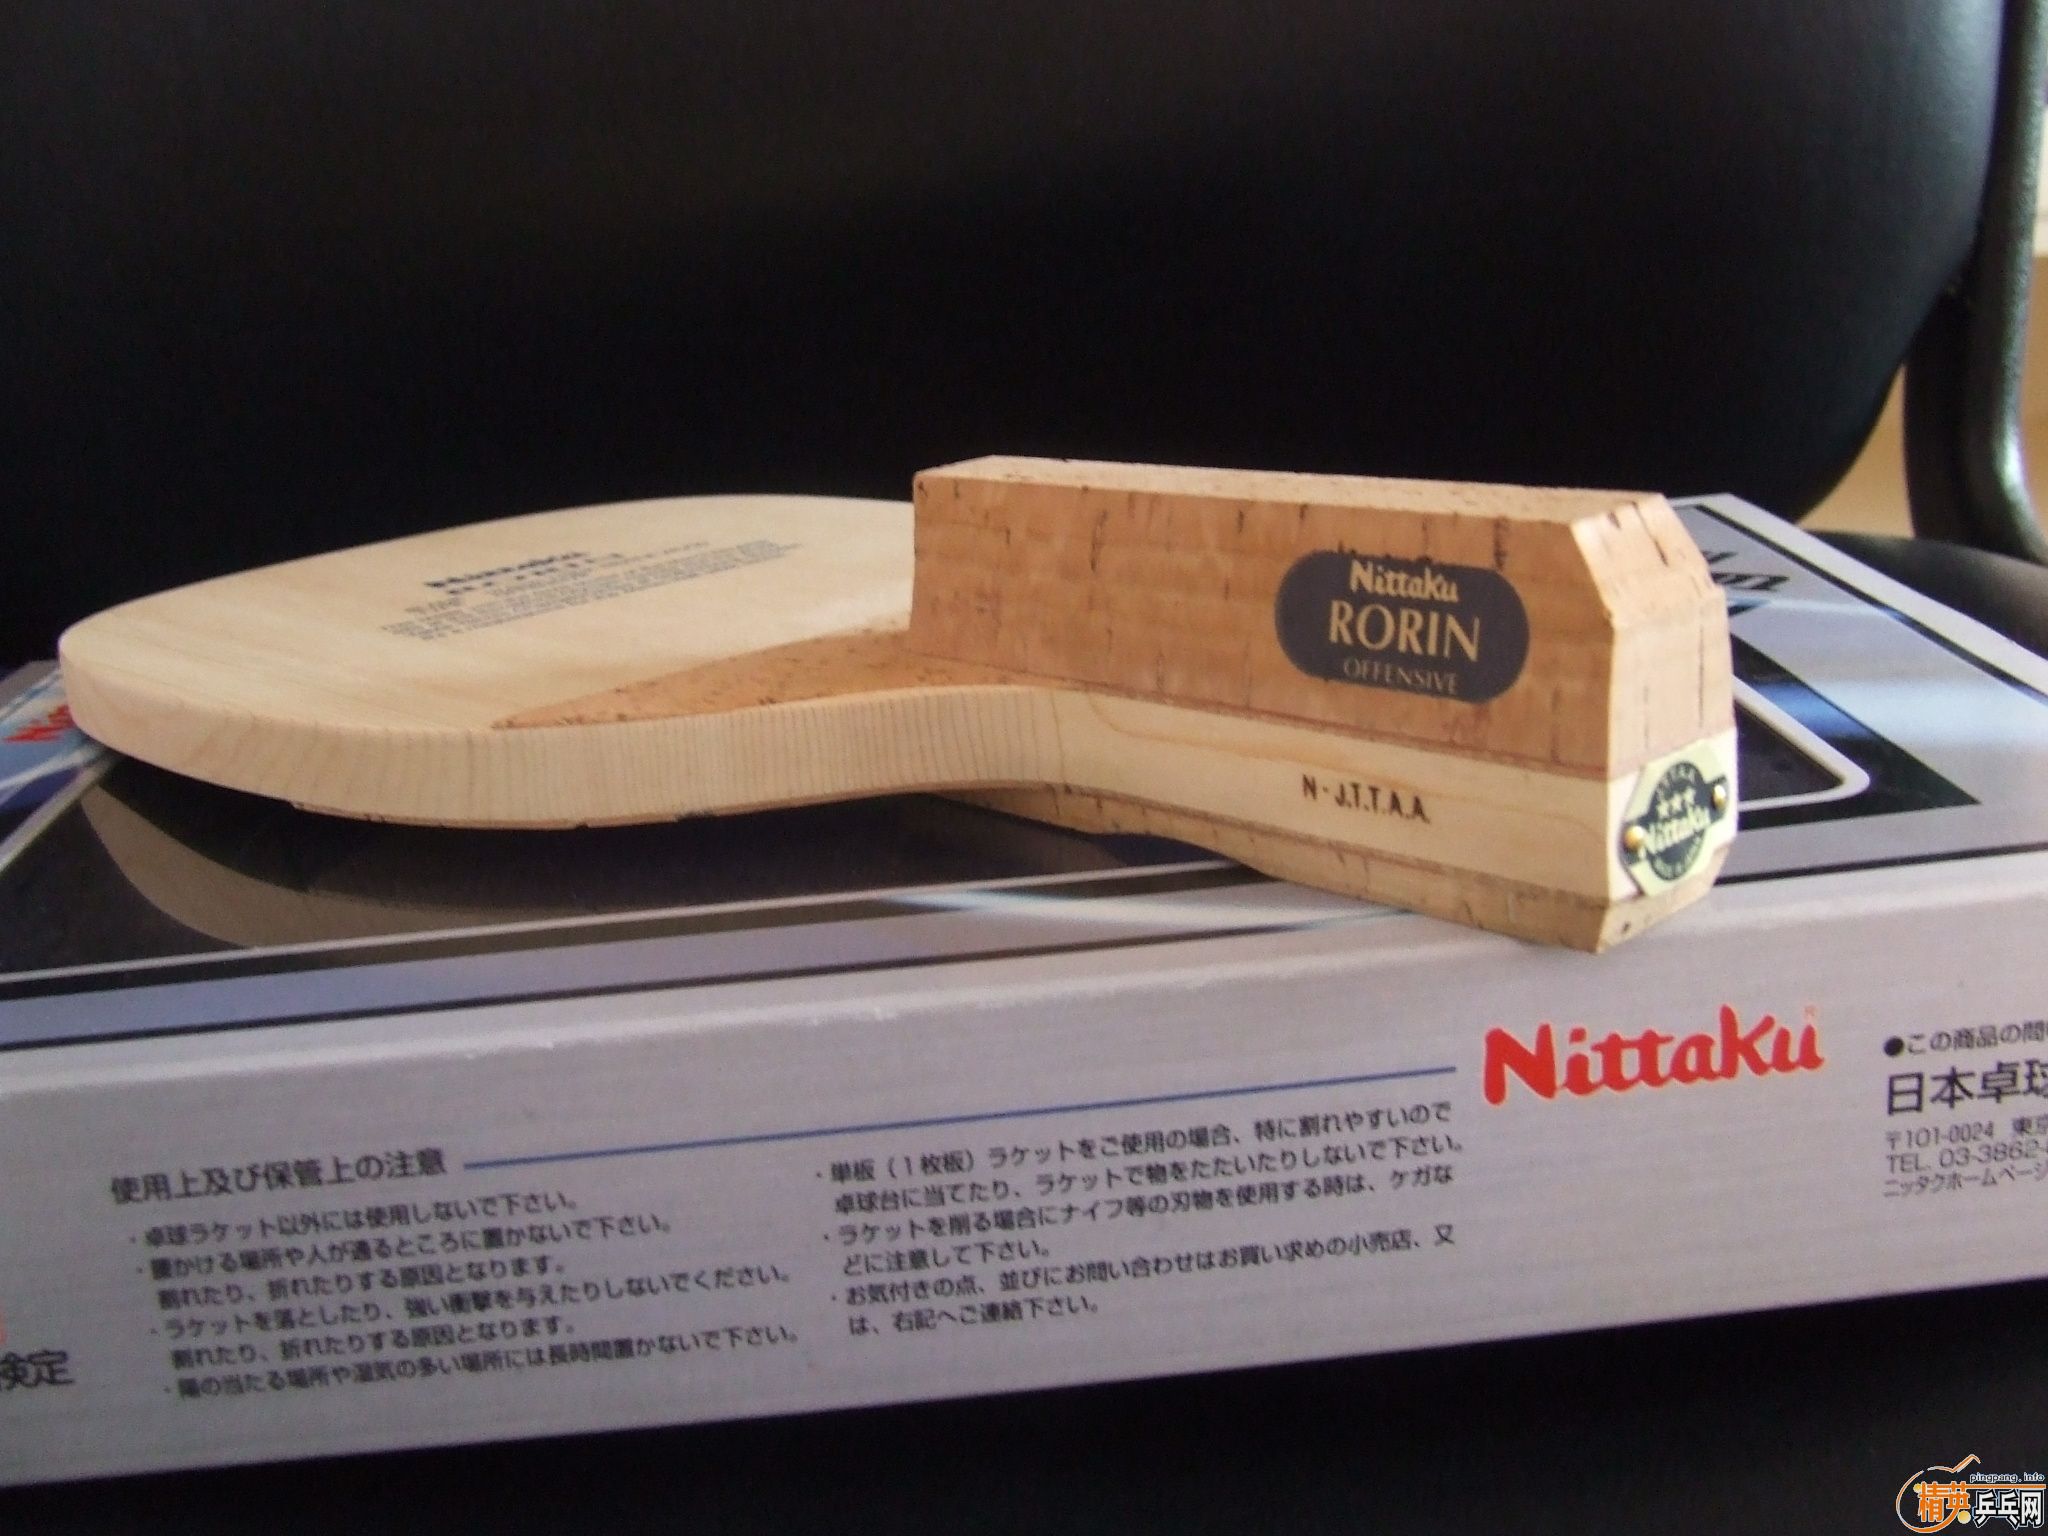 Nittaku
Nittaku
RORIN
OFFENSIVE
N-J.T.T.A.A.
Nittaku
Nittaku
●この商品の問
日本卓球
〒101-0024 東京
TEL. 03-3862-
ニッタクホームページ
使用上及び保管上の注意
・卓球ラケット以外には使用しないで下さい。
・暖かける場所や人が通るところに置かないで下さい。
割れたり、折れたりする原因となります。
・ラケットを落としたり、強い衝撃を与えたりしないでください。
割れたり、折れたりする原因となります。
・陽の当たる場所や湿気の多い場所には長時間置かないで下さい。
・単板(1枚板)ラケットをご使用の場合、特に割れやすいので
卓球台に当てたり、ラケットで物をたたいたりしないで下さい。
・ラケットを削る場合にナイフ等の刃物を使用する時は、ケガな
どに注意して下さい。
・お気付きの点、並びにお問い合わせはお買い求めの小売店、又
は、右記へご連絡下さい。
検定
pingpang.info
精英乒乓网